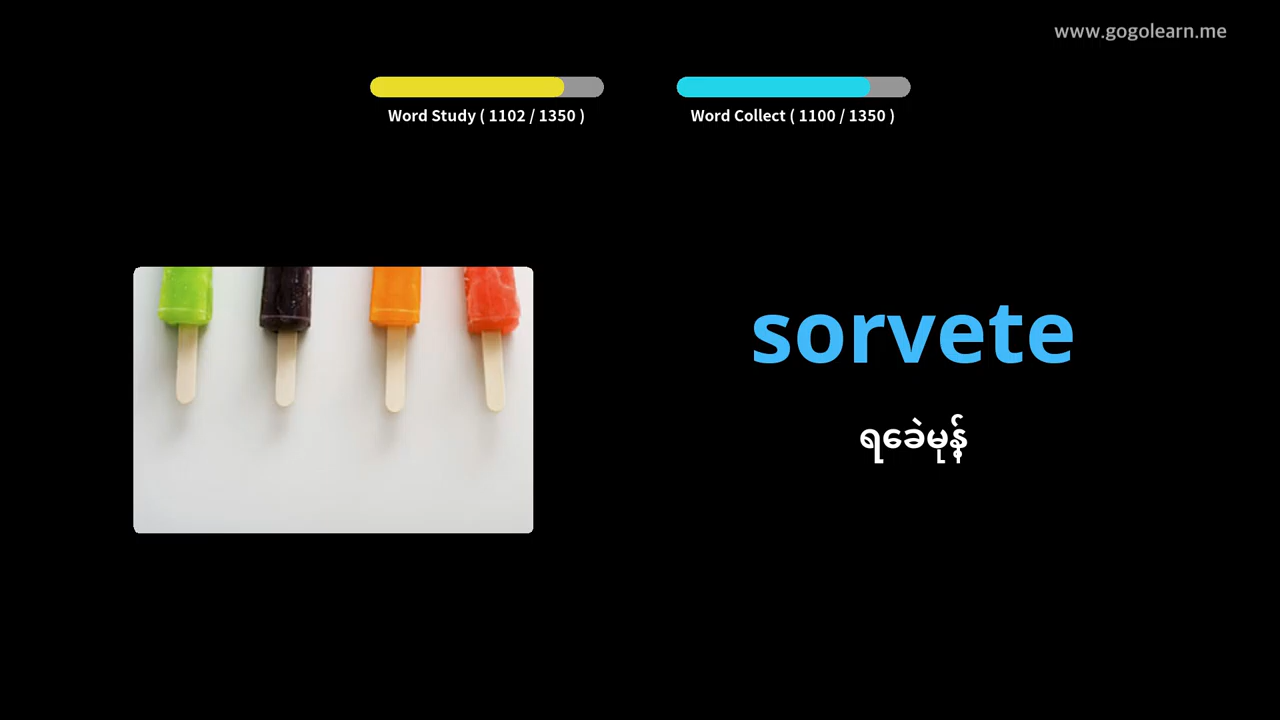 www.gogolearn.me
Word Study ( 1102 / 1350 )
Word Collect ( 1100 / 1350 )
sorvete
ရခေဲမုန့်